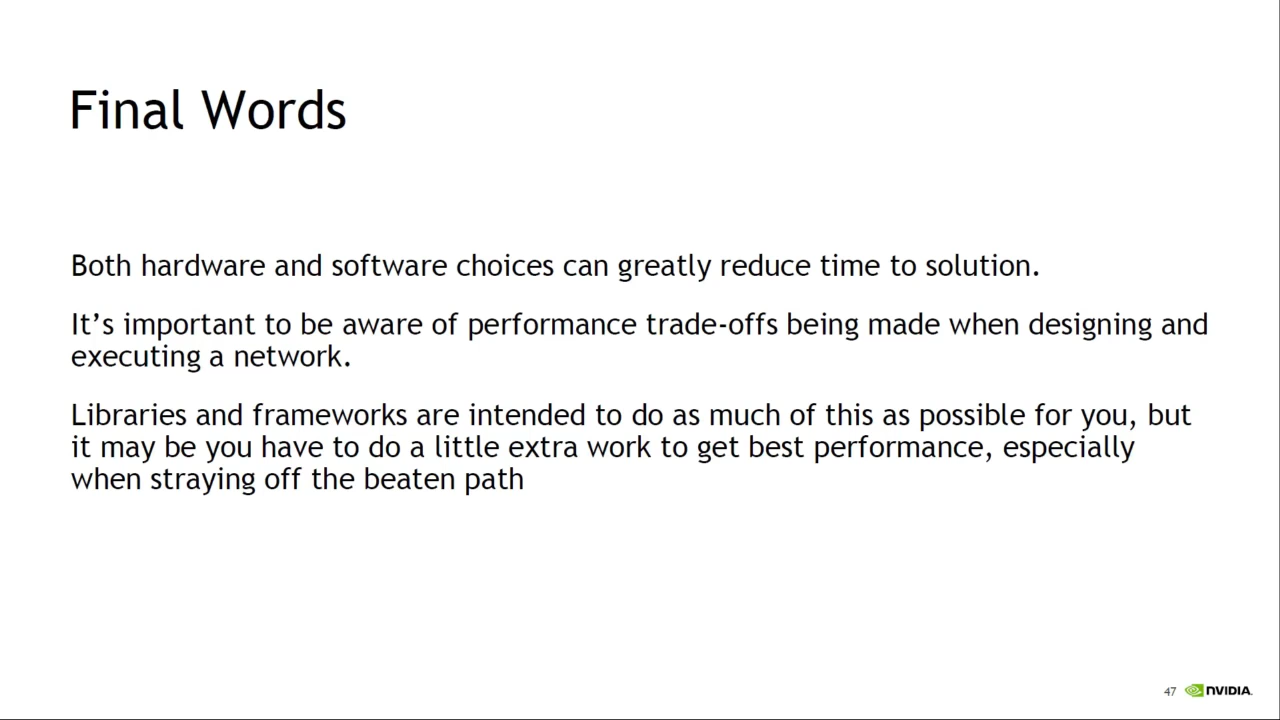 Final Words
Both hardware and software choices can greatly reduce time to solution.
It’s important to be aware of performance trade-offs being made when designing and
executing a network.
Libraries and frameworks are intended to do as much of this as possible for you, but
it may be you have to do a little extra work to get best performance, especially
when straying off the beaten path
47 NVIDIA.